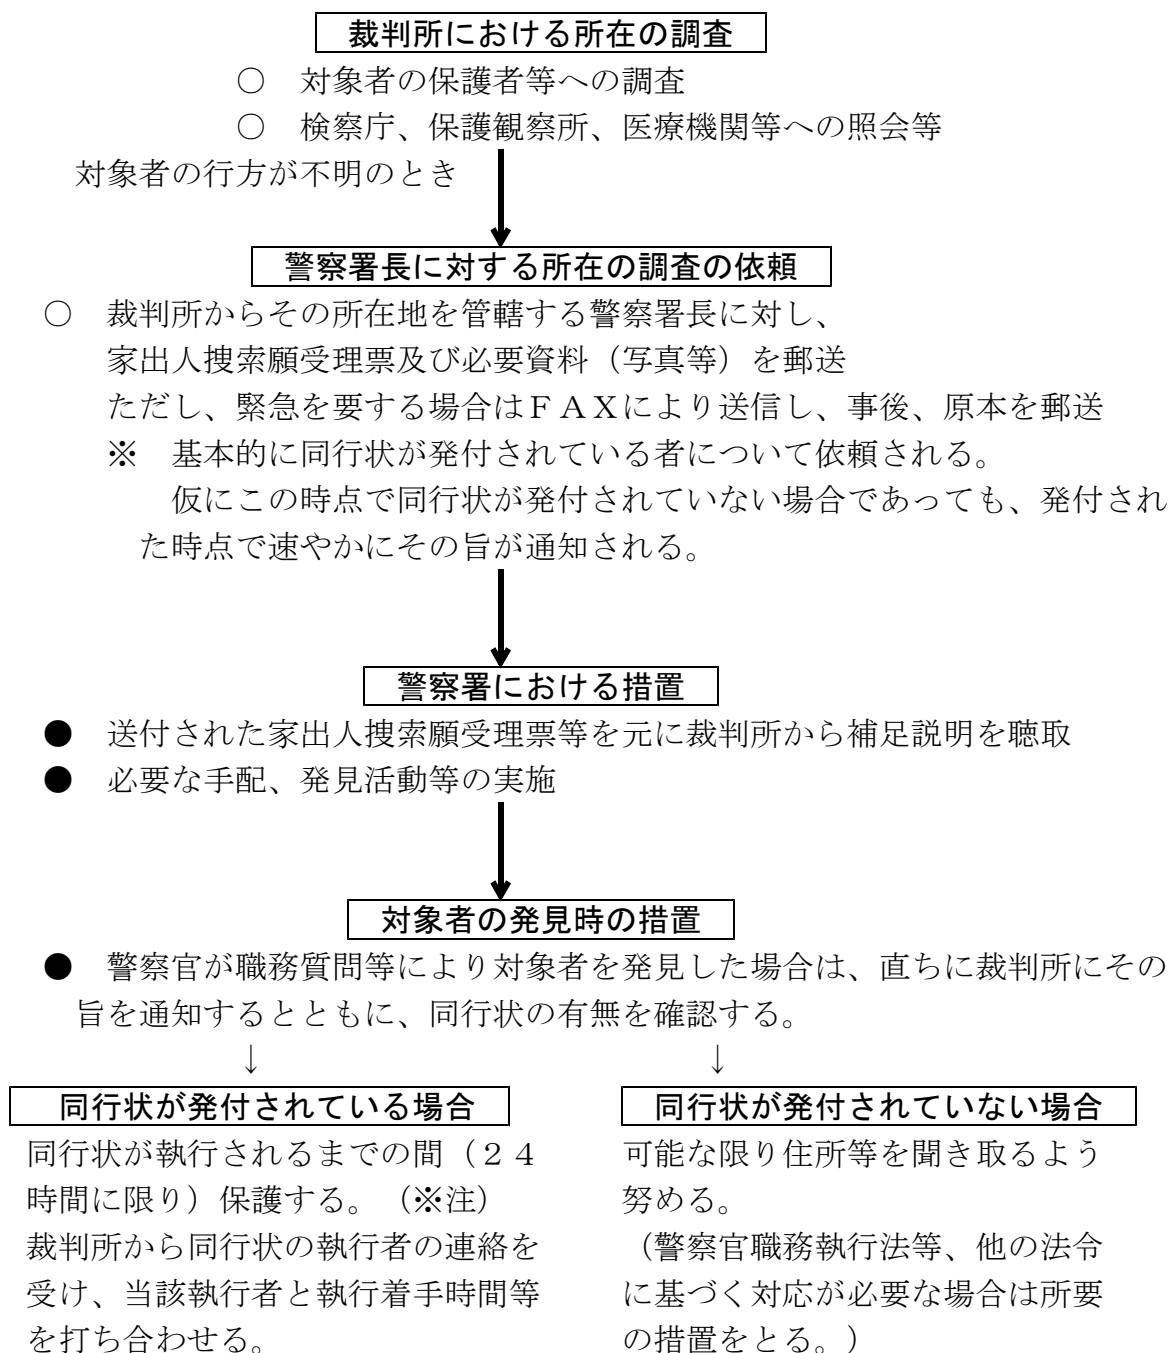 裁判所における所在の調査
○　対象者の保護者等への調査
○　検察庁、保護観察所、医療機関等への照会等
対象者の行方が不明のとき
警察署長に対する所在の調査の依頼
○　裁判所からその所在地を管轄する警察署長に対し、
家出人捜索願受理票及び必要資料（写真等）を郵送
ただし、緊急を要する場合はＦＡＸにより送信し、事後、原本を郵送
※　基本的に同行状が発付されている者について依頼される。
仮にこの時点で同行状が発付されていない場合であっても、発付され
た時点で速やかにその旨が通知される。
警察署における措置
●　送付された家出人捜索願受理票等を元に裁判所から補足説明を聴取
●　必要な手配、発見活動等の実施
対象者の発見時の措置
●　警察官が職務質問等により対象者を発見した場合は、直ちに裁判所にその
旨を通知するとともに、同行状の有無を確認する。
↓　↓
同行状が発付されている場合
同行状が執行されるまでの間（２４
時間に限り）保護する。（※注）
裁判所から同行状の執行者の連絡を
受け、当該執行者と執行着手時間等
を打ち合わせる。
同行状が発付されていない場合
可能な限り住所等を聞き取るよう
努める。
（警察官職務執行法等、他の法令
に基づく対応が必要な場合は所要
の措置をとる。）